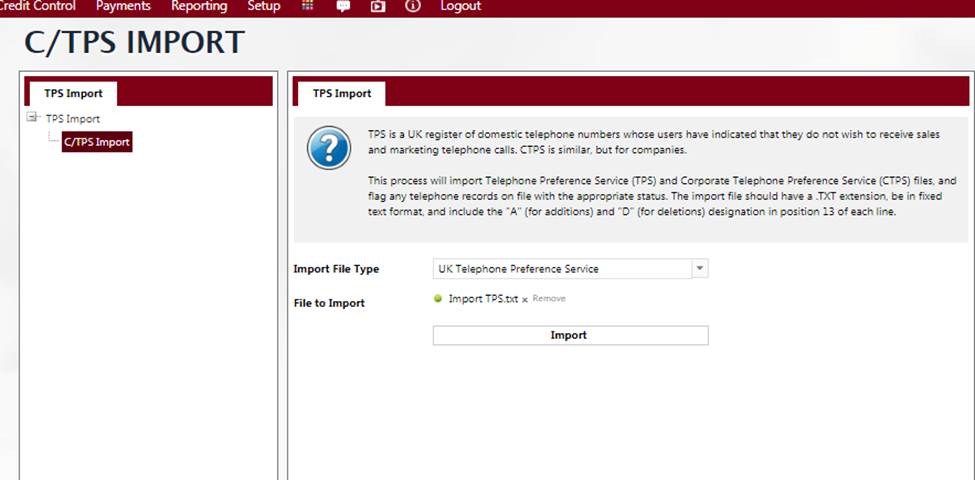 Credit Control Payments Reporting Setup Logout
C/TPS IMPORT
TPS Import
TPS Import
C/TPS Import
TPS Import
TPS is a UK register of domestic telephone numbers whose users have indicated that they do not wish to receive sales
and marketing telephone calls. CTPS is similar, but for companies.
This process will import Telephone Preference Service (TPS) and Corporate Telephone Preference Service (CTPS) files, and
flag any telephone records on file with the appropriate status. The import file should have a .TXT extension, be in fixed
text format, and include the "A" (for additions) and "D" (for deletions) designation in position 13 of each line.
Import File Type UK Telephone Preference Service
File to Import Import TPS.txt x Remove
Import